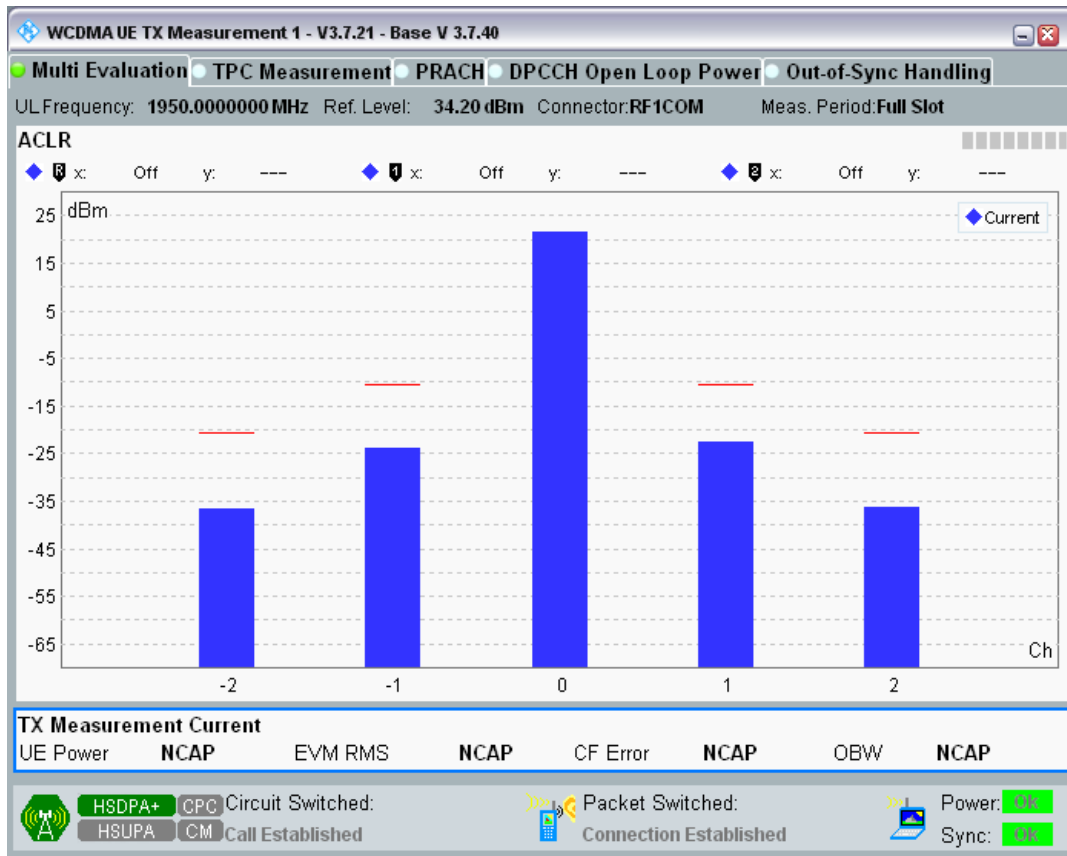 WCDMA UE TX Measurement 1 - V3.7.21 - Base V 3.7.40
Multi Evaluation TPC Measurement PRACH DPCCH Open Loop Power Out-of-Sync Handling
UL Frequency: 1950.0000000 MHz Ref. Level: 34.20 dBm Connector:RF1COM Meas. Period:Full Slot
ACLR
R x: Off y: --- 1 x: Off y: --- 2 x: Off y: ---
dBm
Current
25
15
5
-5
-15
-25
-35
-45
-55
-65
Ch
-2 -1 0 1 2
TX Measurement Current
UE Power NCAP EVM RMS NCAP CF Error NCAP OBW NCAP
HSDPA+ CPC Circuit Switched: Packet Switched: Power: Ok
HSUPA CM Call Established Connection Established Sync: Ok